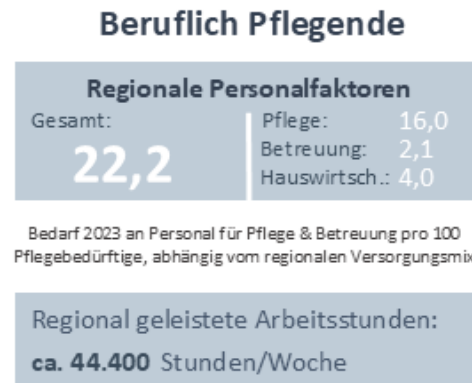 Beruflich Pflegende
Regionale Personalfaktoren
Gesamt:
22,2
Pflege: 16,0
Betreuung: 2,1
Hauswirtsch.: 4,0
Bedarf 2023 an Personal für Pflege & Betreuung pro 100
Pflegebedürftige, abhängig vom regionalen Versorgungsmix
Regional geleistete Arbeitsstunden:
ca. 44.400 Stunden/Woche